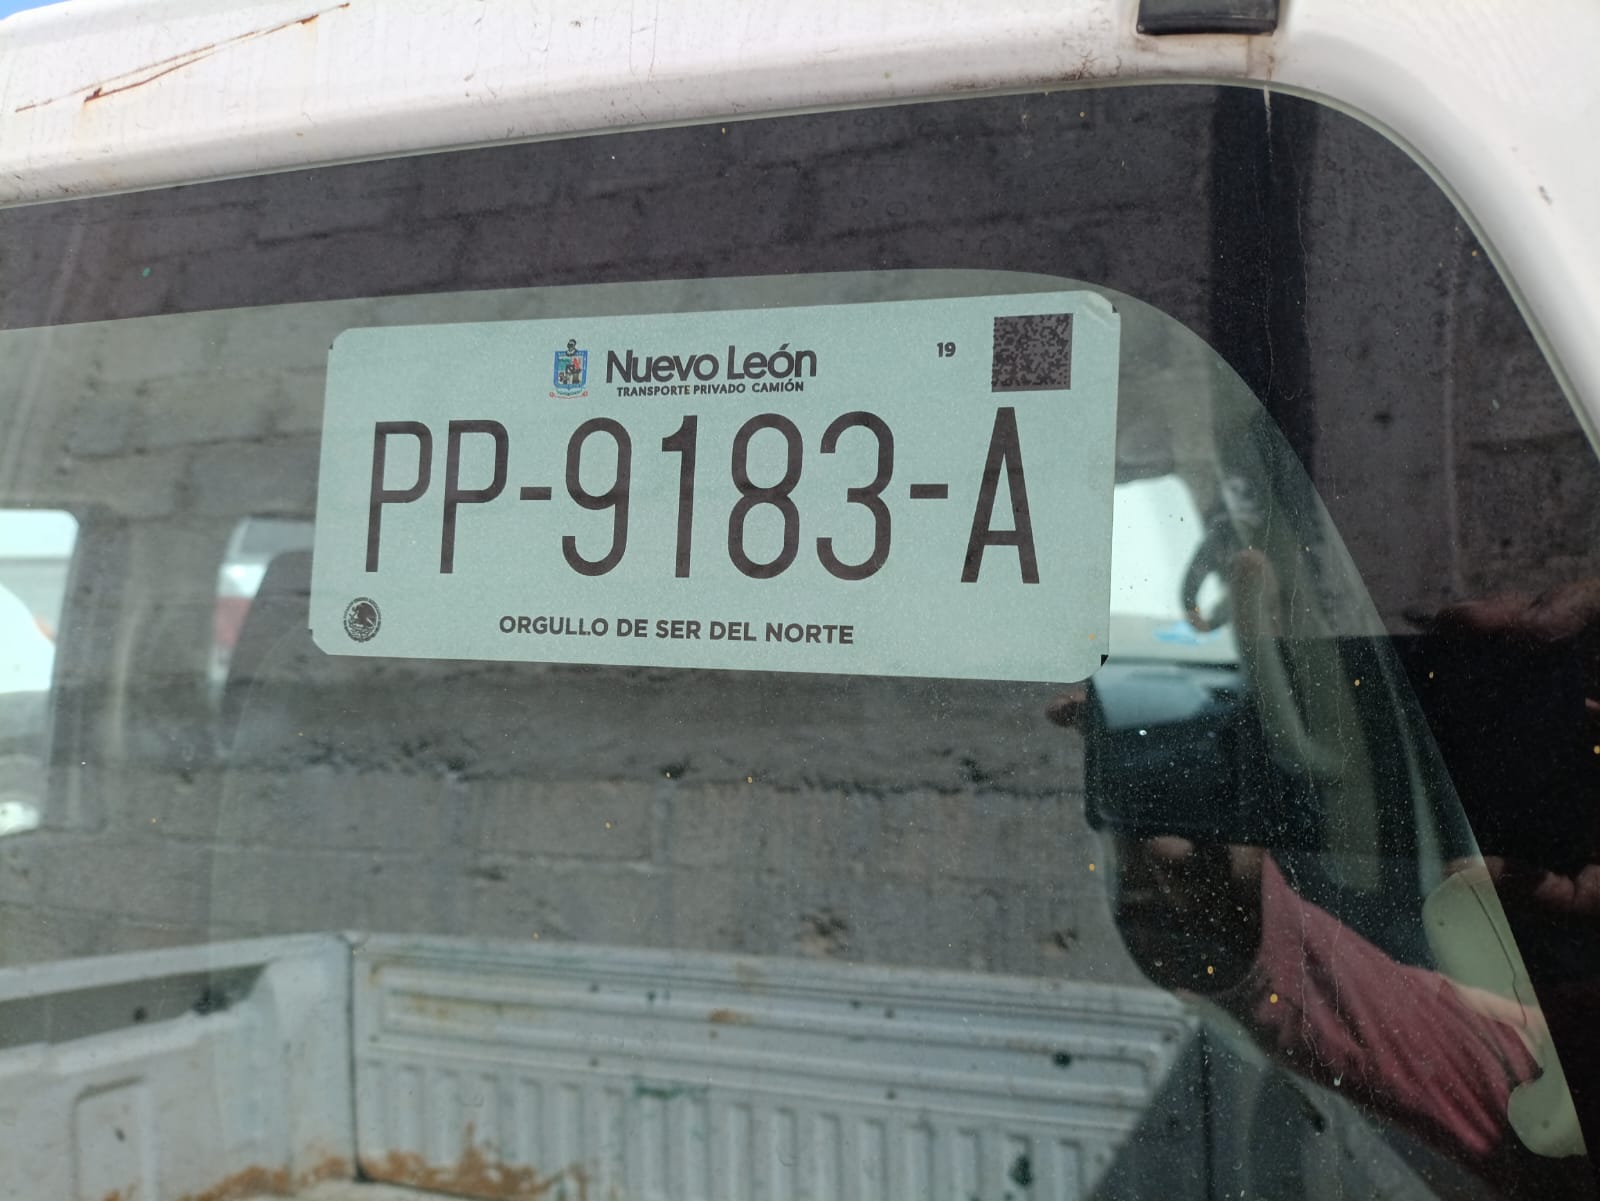 Nuevo León
19
TRANSPORTE PRIVADO CAMIÓN
PP-9183-A
ORGULLO DE SER DEL NORTE